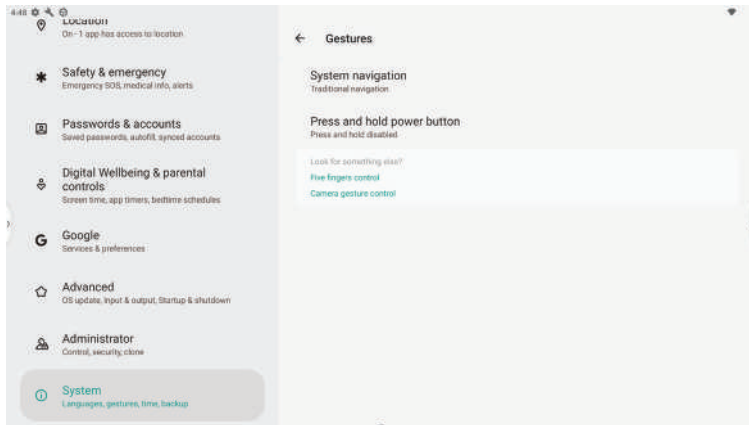 4:48
Location
On - 1 app has access to location
Safety & emergency
Emergency SOS, medical info, alerts
Passwords & accounts
Saved passwords, autofill, synced accounts
Digital Wellbeing & parental
controls
Screen time, app timers, bedtime schedules
Google
Services & preferences
Advanced
OS update, Input & output, Startup & shutdown
Administrator
Control, security, clone
System
Languages, gestures, time, backup
Gestures
System navigation
Traditional navigation
Press and hold power button
Press and hold disabled
Look for something else?
Five fingers control
Camera gesture control